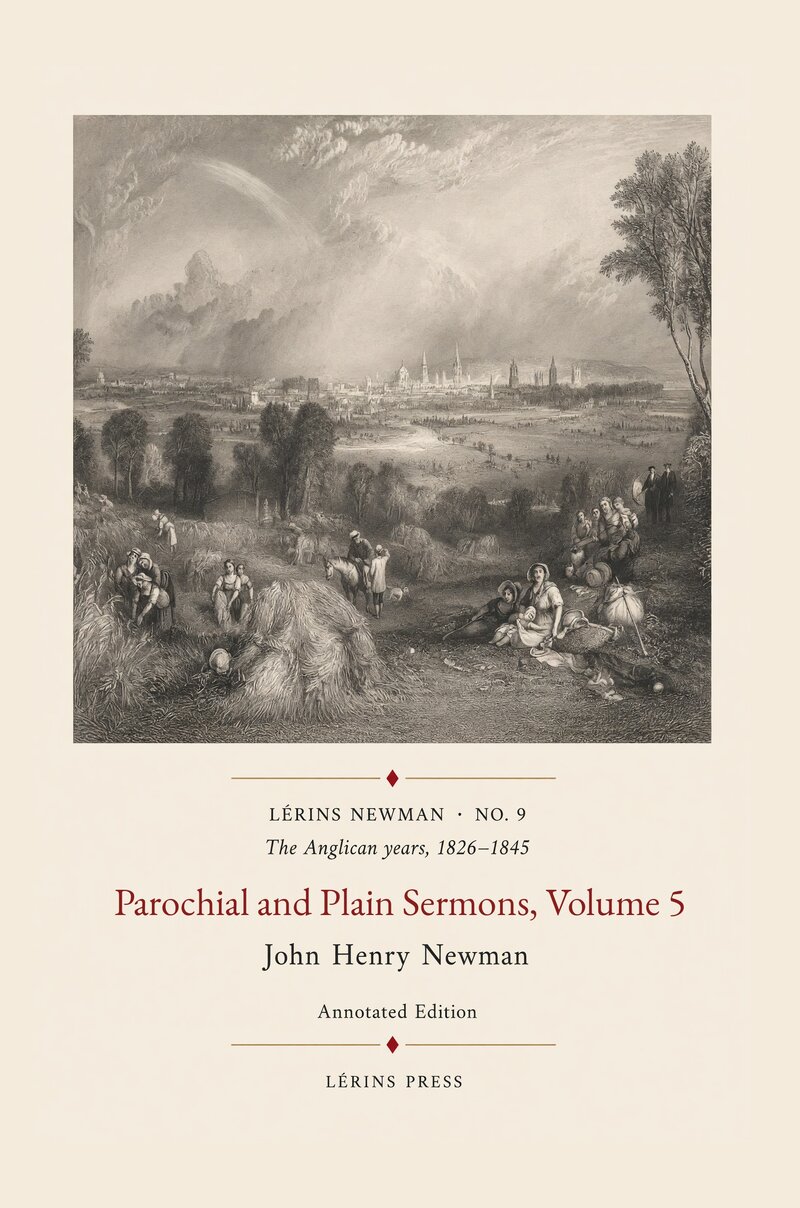 LÉRINS NEWMAN · NO. 9
The Anglican years, 1826–1845
Parochial and Plain Sermons, Volume 5
John Henry Newman
Annotated Edition
LÉRINS PRESS